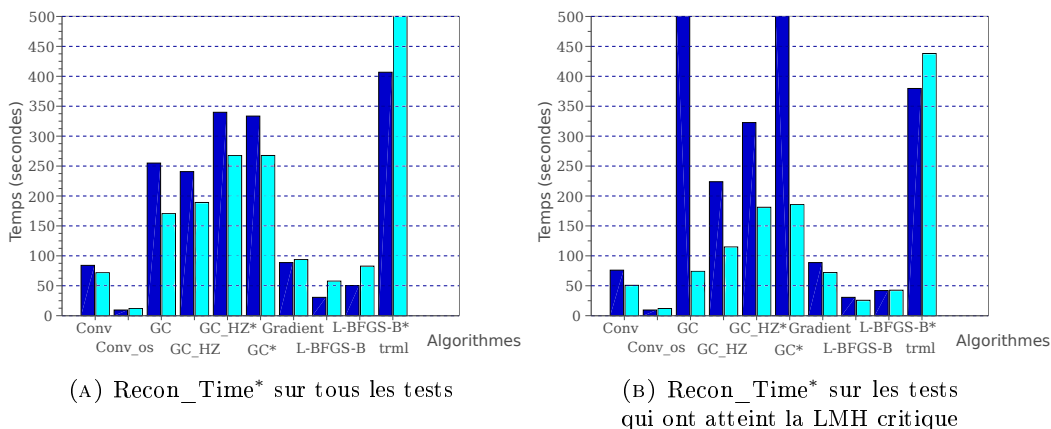 500
450
400
350
300
250
200
150
100
50
0
Temps (secondes)
Conv
GC
GC_HZ*
Gradient
L-BFGS-B*
Conv_os
GC_HZ
GC*
L-BFGS-B
trml
Algorithmes
(A) Recon_Time* sur tous les tests
500
450
400
350
300
250
200
150
100
50
0
Temps (secondes)
Conv
GC
GC_HZ*
Gradient
L-BFGS-B*
Conv_os
GC_HZ
GC*
L-BFGS-B
trml
Algorithmes
(B) Recon_Time* sur les tests
qui ont atteint la LMH critique